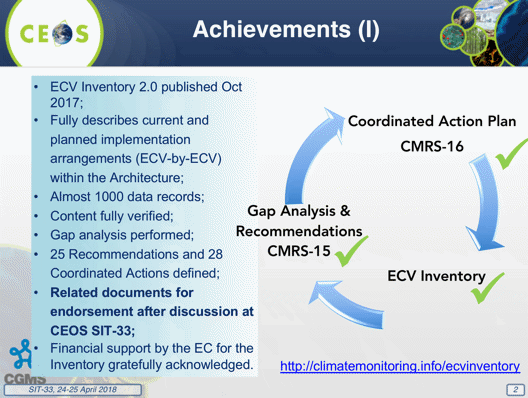 CEOS
Achievements (I)
• ECV Inventory 2.0 published Oct
2017;
• Fully describes current and
planned implementation
arrangements (ECV-by-ECV)
within the Architecture;
• Almost 1000 data records;
• Content fully verified;
• Gap analysis performed;
• 25 Recommendations and 28
Coordinated Actions defined;
• Related documents for
endorsement after discussion at
CEOS SIT-33;
• Financial support by the EC for the
Inventory gratefully acknowledged.
Coordinated Action Plan
CMRS-16
Gap Analysis &
Recommendations
CMRS-15
ECV Inventory
http://climatemonitoring.info/ecvinventory
CGMS
SIT-33, 24-25 April 2018
2